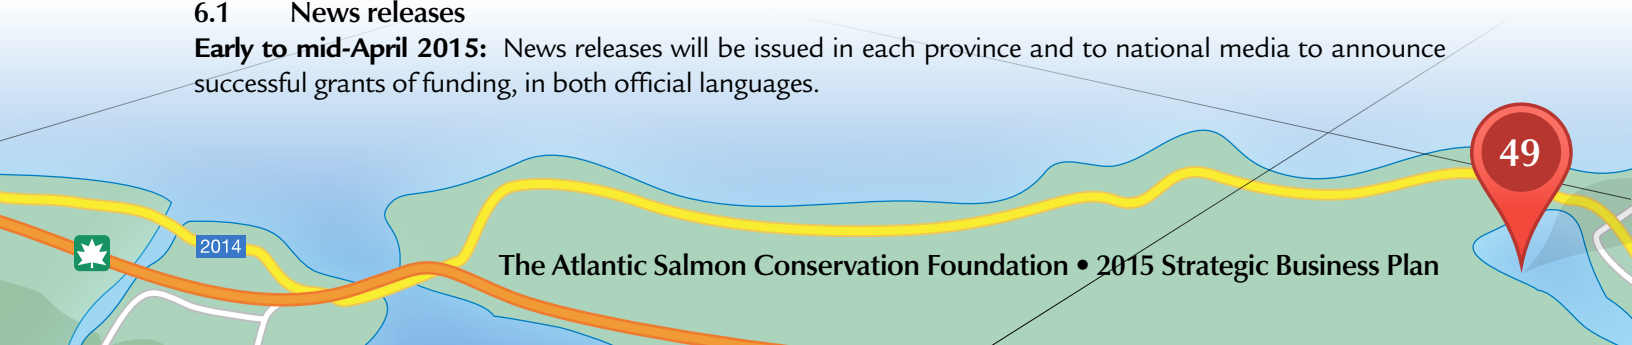 6.1 News releases
Early to mid-April 2015: News releases will be issued in each province and to national media to announce
successful grants of funding, in both official languages.
49
2014
The Atlantic Salmon Conservation Foundation • 2015 Strategic Business Plan